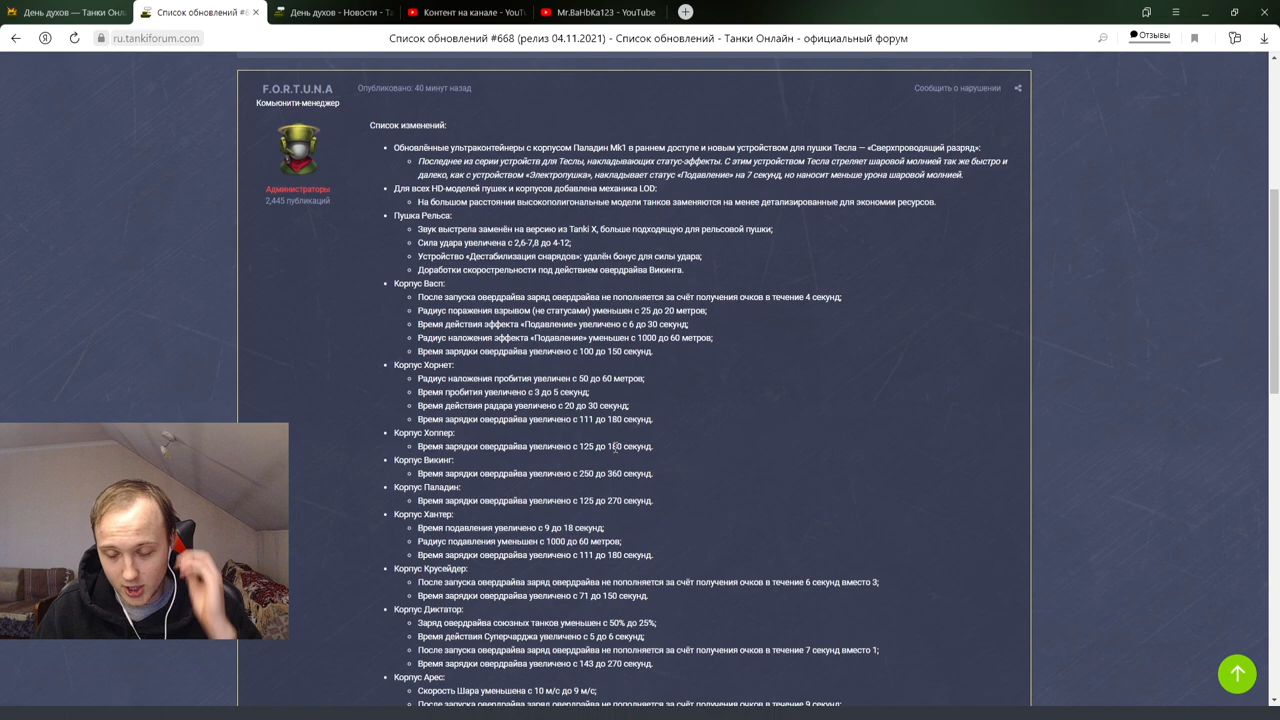 День духов — Танки Онл
Список обновлений #6
День духов - Новости - Т
Контент на канале - YouT
Mr.BaHbKa123 - YouTube
ru.tankiforum.com
Список обновлений #668 (релиз 04.11.2021) - Список обновлений - Танки Онлайн - официальный форум
Отзывы
F.O.R.T.U.N.A
Комьюнити-менеджер
Администраторы
2,445 публикаций
Опубликовано: 40 минут назад
Сообщить о нарушении
Список изменений:
Обновлённые ультраконтейнеры с корпусом Паладин Mk1 в раннем доступе и новым устройством для пушки Тесла — «Сверхпроводящий разряд»:
Последнее из серии устройств для Теслы, накладывающих статус-эффекты. С этим устройством Тесла стреляет шаровой молнией так же быстро и
далеко, как с устройством «Электропушка», накладывает статус «Подавление» на 7 секунд, но наносит меньше урона шаровой молнией.
Для всех HD-моделей пушек и корпусов добавлена механика LOD:
На большом расстоянии высокополигональные модели танков заменяются на менее детализированные для экономии ресурсов.
Пушка Рельса:
Звук выстрела заменён на версию из Tanki X, больше подходящую для рельсовой пушки;
Сила удара увеличена с 2,6-7,8 до 4-12;
Устройство «Дестабилизация снарядов»: удалён бонус для силы удара;
Доработки скорострельности под действием овердрайва Викинга.
Корпус Васп:
После запуска овердрайва заряд овердрайва не пополняется за счёт получения очков в течение 4 секунд;
Радиус поражения взрывом (не статусами) уменьшен с 25 до 20 метров;
Время действия эффекта «Подавление» увеличено с 6 до 30 секунд;
Радиус наложения эффекта «Подавление» уменьшен с 1000 до 60 метров;
Время зарядки овердрайва увеличено с 100 до 150 секунд.
Корпус Хорнет:
Радиус наложения пробития увеличен с 50 до 60 метров;
Время пробития увеличено с 3 до 5 секунд;
Время действия радара увеличено с 20 до 30 секунд;
Время зарядки овердрайва увеличено с 111 до 180 секунд.
Корпус Хоппер:
Время зарядки овердрайва увеличено с 125 до секунд.
Корпус Викинг:
Время зарядки овердрайва увеличено с 250 до 360 секунд.
Корпус Паладин:
Время зарядки овердрайва увеличено с 125 до 270 секунд.
Корпус Хантер:
Время подавления увеличено с 9 до 18 секунд;
Радиус подавления уменьшен с 1000 до 60 метров;
Время зарядки овердрайва увеличено с 111 до 180 секунд.
Корпус Крусейдер:
После запуска овердрайва заряд овердрайва не пополняется за счёт получения очков в течение 6 секунд вместо 3;
Время зарядки овердрайва увеличено с 71 до 150 секунд.
Корпус Диктатор:
Заряд овердрайва союзных танков уменьшен с 50% до 25%;
Время действия Суперчарджа увеличено с 5 до 6 секунд;
После запуска овердрайва заряд овердрайва не пополняется за счёт получения очков в течение 7 секунд вместо 1;
Время зарядки овердрайва увеличено с 143 до 270 секунд.
Корпус Арес:
Скорость Шара уменьшена с 10 м/с до 9 м/с;
После запуска овердрайва заряд овердрайва не пополняется за счёт получения очков в течение 9 секунд;